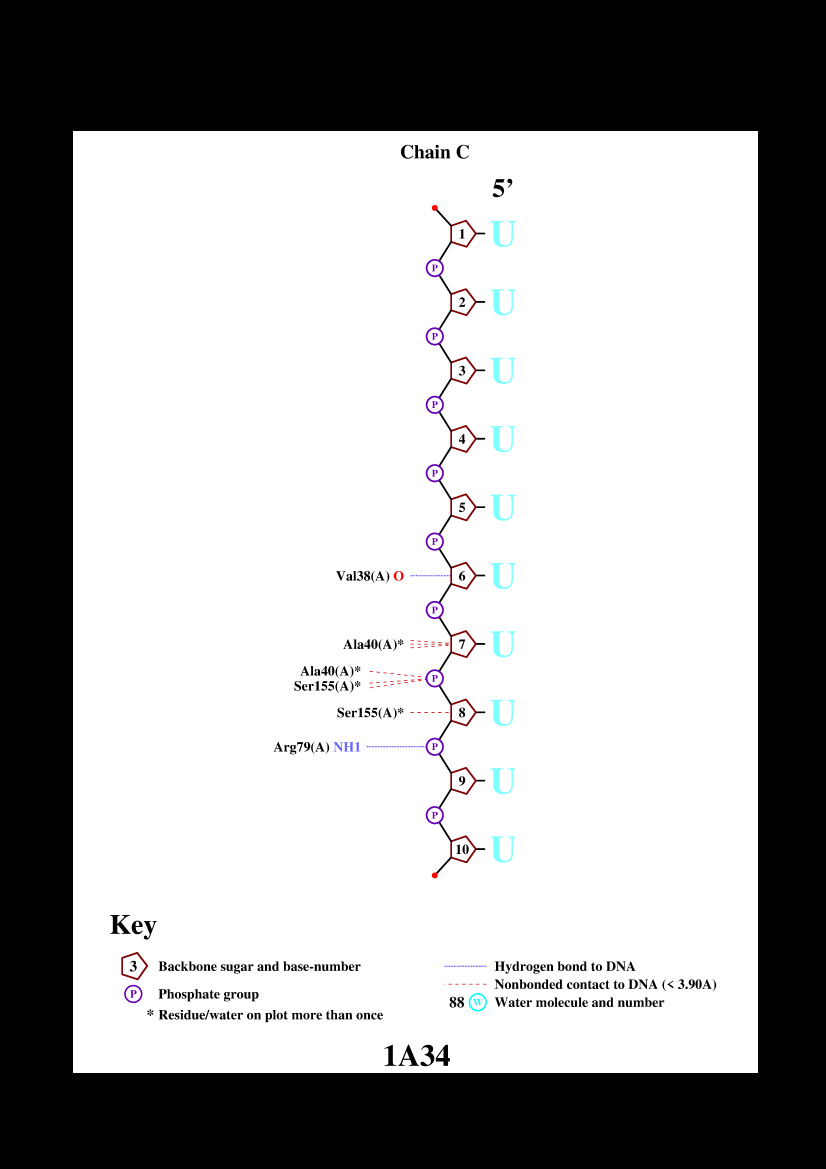 Chain C
5’
1 U
P
2 U
P
3 U
P
4 U
P
5 U
P
Val38(A) O 6 U
P
Ala40(A)* 7 U
Ala40(A)*
Ser155(A)* P
Ser155(A)* 8 U
Arg79(A) NH1 P
9 U
P
10 U
Key
3 Backbone sugar and base-number
P Phosphate group
* Residue/water on plot more than once
Hydrogen bond to DNA
Nonbonded contact to DNA (< 3.90A)
88 W Water molecule and number
1A34